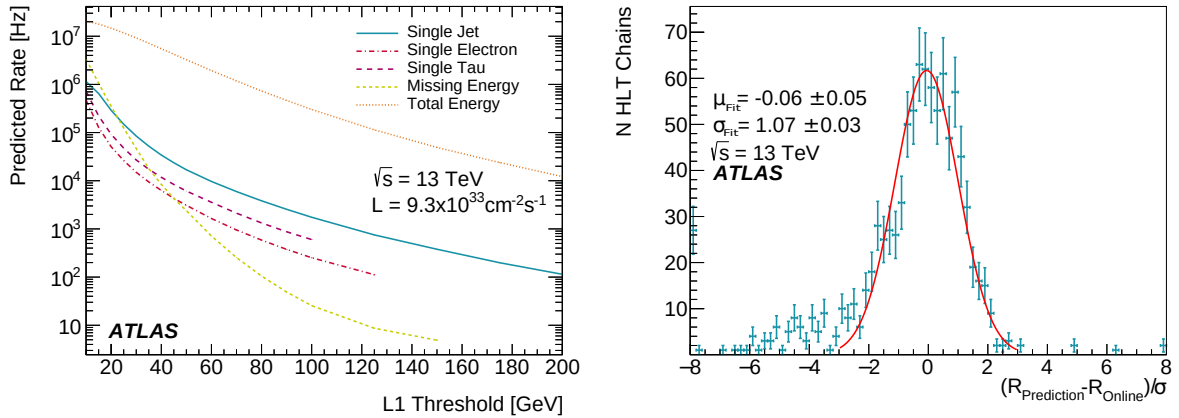 Predicted Rate [Hz]
10⁷
10⁶
10⁵
10⁴
10³
10²
10
Single Jet
Single Electron
Single Tau
Missing Energy
Total Energy
√s = 13 TeV
L = 9.3x10³³cm⁻²s⁻¹
ATLAS
20 40 60 80 100 120 140 160 180 200
L1 Threshold [GeV]
N HLT Chains
70
60
50
40
30
20
10
μFit= -0.06 ±0.05
σFit= 1.07 ±0.03
√s = 13 TeV
ATLAS
−8 −6 −4 −2 0 2 4 6 8
(RPrediction-ROnline)/σ